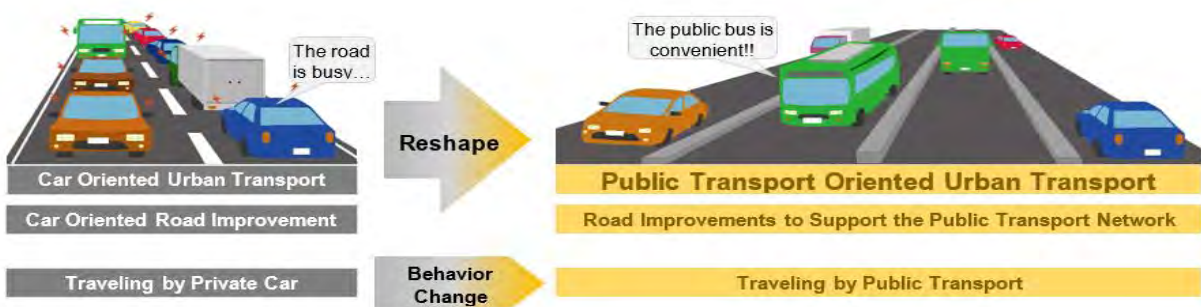 The road
is busy…
The public bus is
convenient!!
Reshape
Car Oriented Urban Transport
Public Transport Oriented Urban Transport
Car Oriented Road Improvement
Road Improvements to Support the Public Transport Network
Traveling by Private Car
Behavior
Change
Traveling by Public Transport